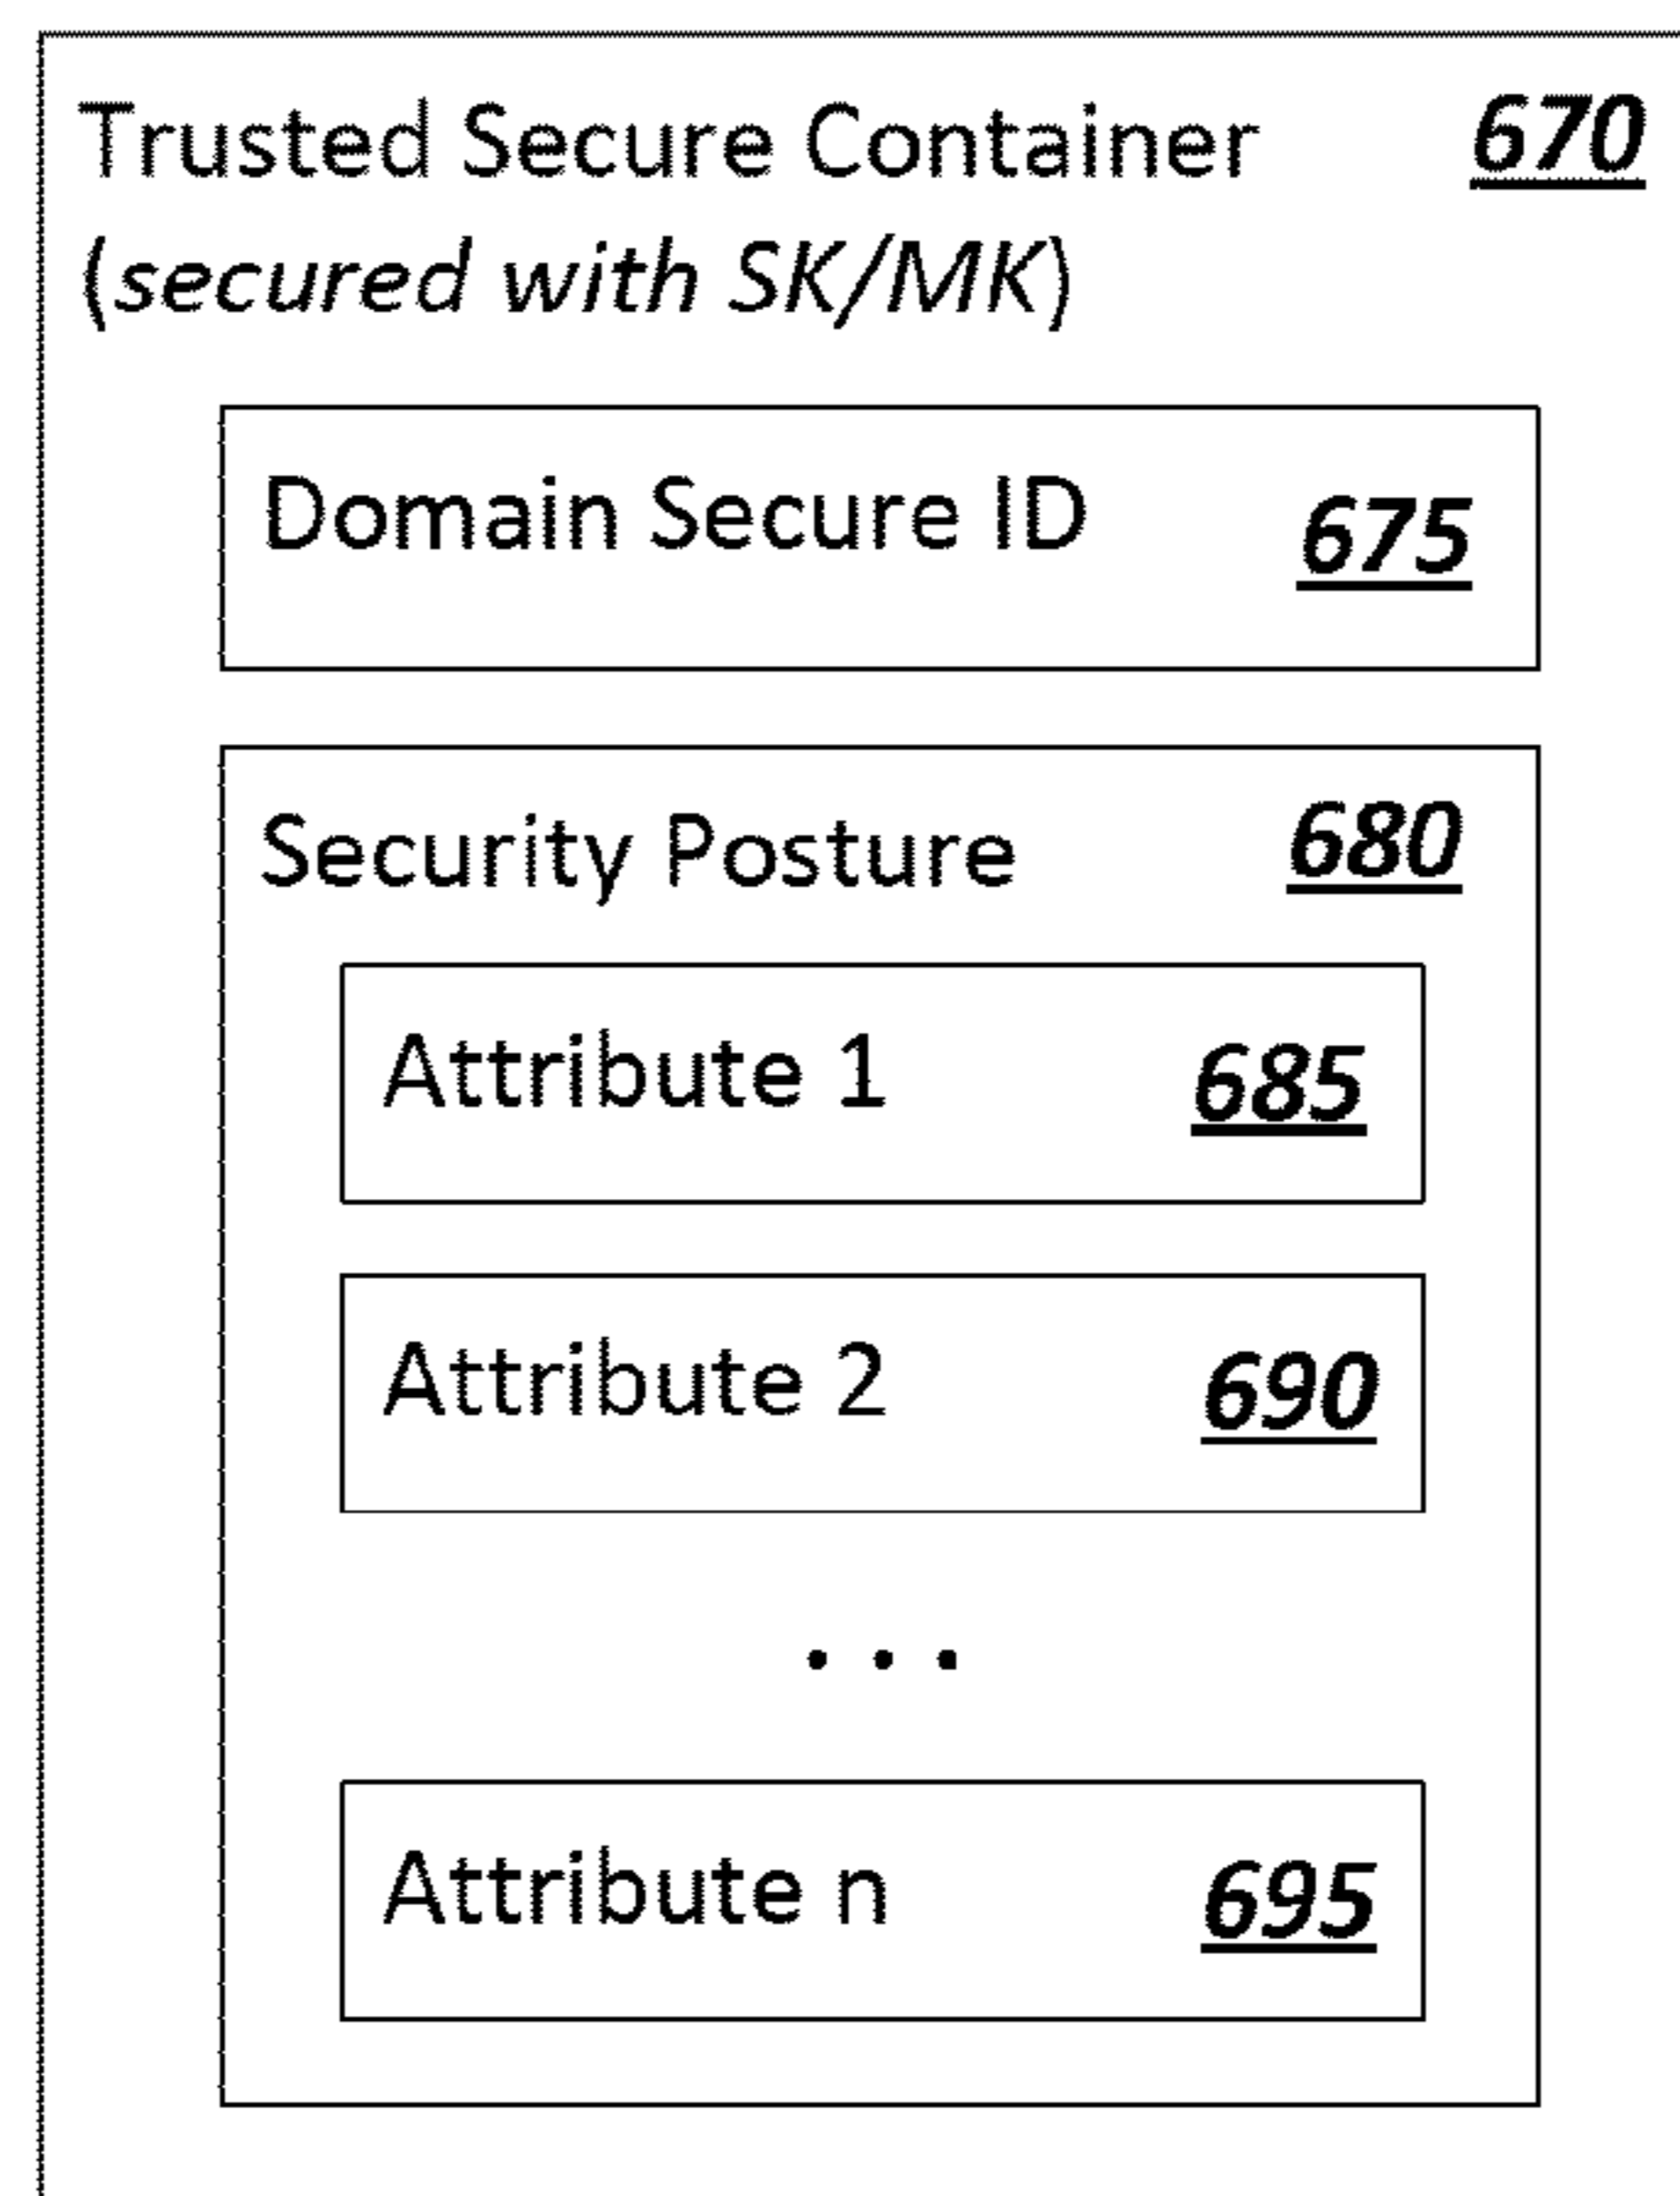 Trusted Secure Container 670
(secured with SK/MK)
Domain Secure ID 675
Security Posture 680
Attribute 1 685
Attribute 2 690
. . .
Attribute n 695